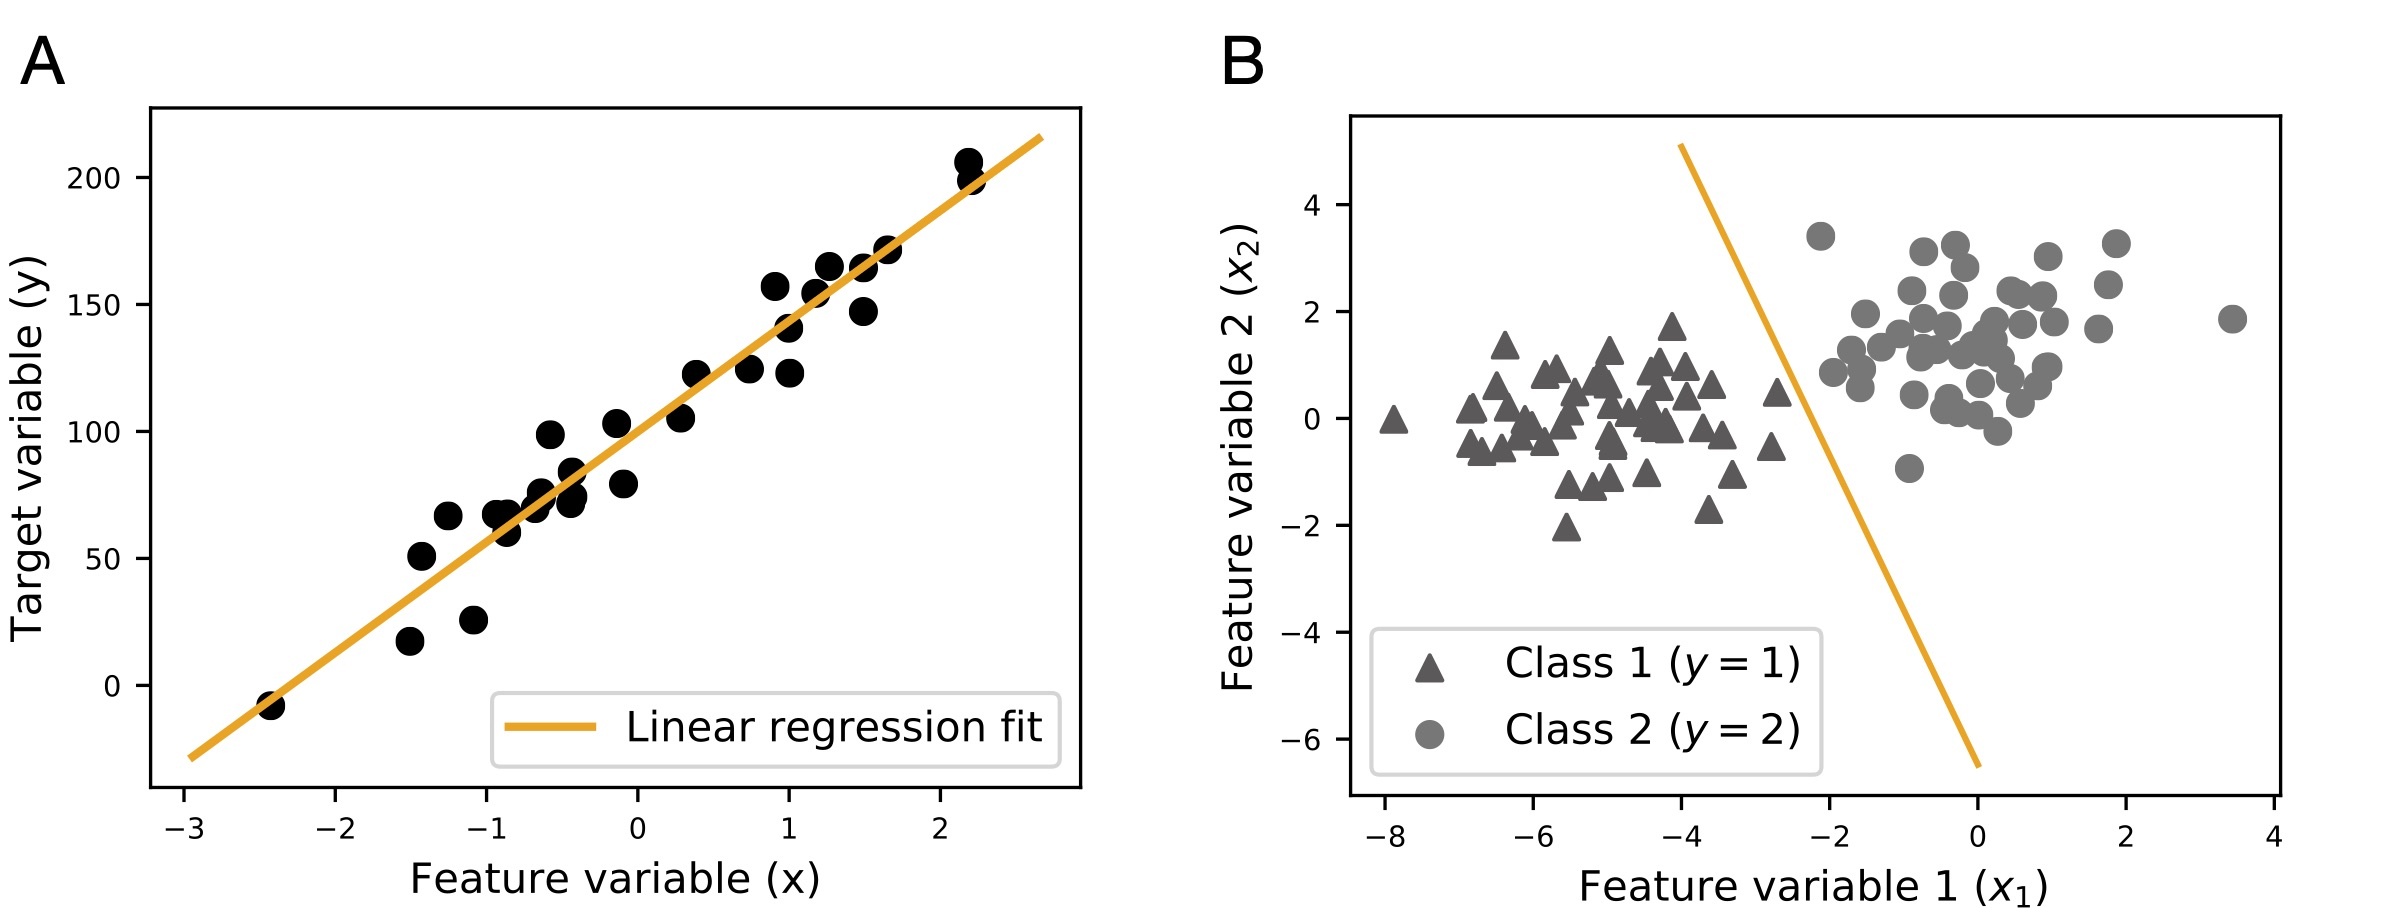 A
200
150
100
50
0
−3
−2
−1
0
1
2
Target variable (y)
Feature variable (x)
Linear regression fit
B
4
2
0
−2
−4
−6
−8
−6
−4
−2
0
2
4
Feature variable 2 (x₂)
Feature variable 1 (x₁)
Class 1 (y = 1)
Class 2 (y = 2)